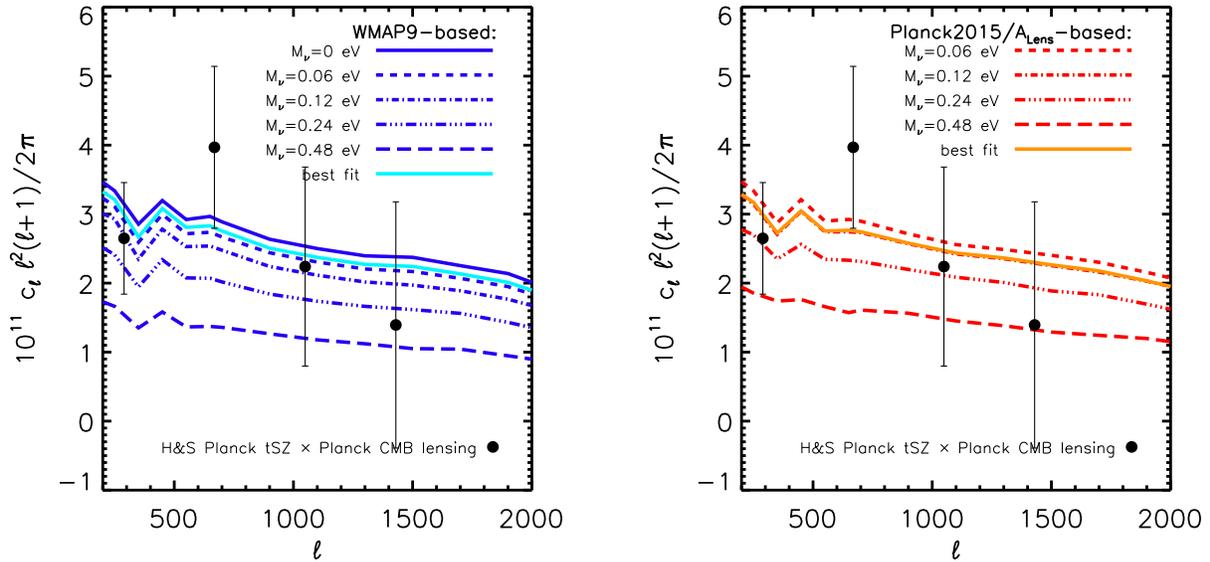 WMAP9-based:
M𝜈=0 eV
M𝜈=0.06 eV
M𝜈=0.12 eV
M𝜈=0.24 eV
M𝜈=0.48 eV
best fit
6
5
4
3
2
1
0
-1
10¹¹ cℓ ℓ²(ℓ+1)/2π
H&S Planck tSZ × Planck CMB lensing
500 1000 1500 2000
ℓ
Planck2015/A_Lens-based:
M𝜈=0.06 eV
M𝜈=0.12 eV
M𝜈=0.24 eV
M𝜈=0.48 eV
best fit
6
5
4
3
2
1
0
-1
10¹¹ cℓ ℓ²(ℓ+1)/2π
H&S Planck tSZ × Planck CMB lensing
500 1000 1500 2000
ℓ